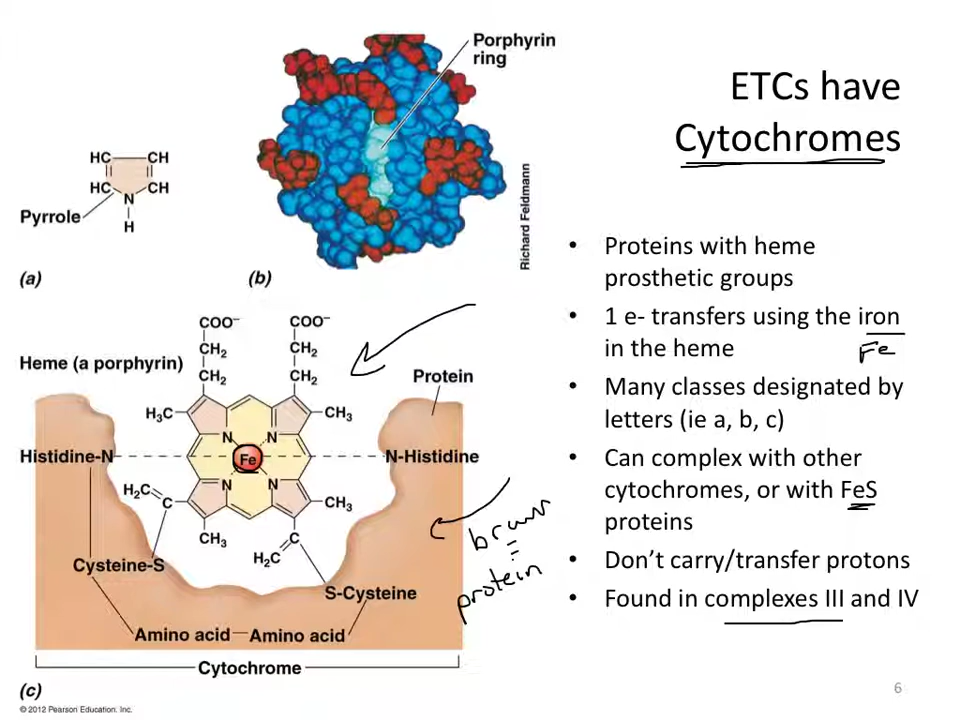 ETCs have
Cytochromes
Porphyrin
ring
Richard Feldmann
HC
CH
HC
CH
N
H
Pyrrole
(a)
(b)
• Proteins with heme
prosthetic groups
• 1 e- transfers using the iron
in the heme
Fe
• Many classes designated by
letters (ie a, b, c)
• Can complex with other
cytochromes, or with FeS
proteins
• Don’t carry/transfer protons
• Found in complexes III and IV
COO⁻ COO⁻
CH₂ CH₂
CH₂ CH₂
Heme (a porphyrin)
Protein
H₃C CH₃
N N
Histidine-N Fe N-Histidine
N N
H₂C
C CH₃
CH₃ C
H₂C
Cysteine-S
S-Cysteine
Amino acid Amino acid
Cytochrome
brown
=
protein
(c)
© 2012 Pearson Education, Inc.
6